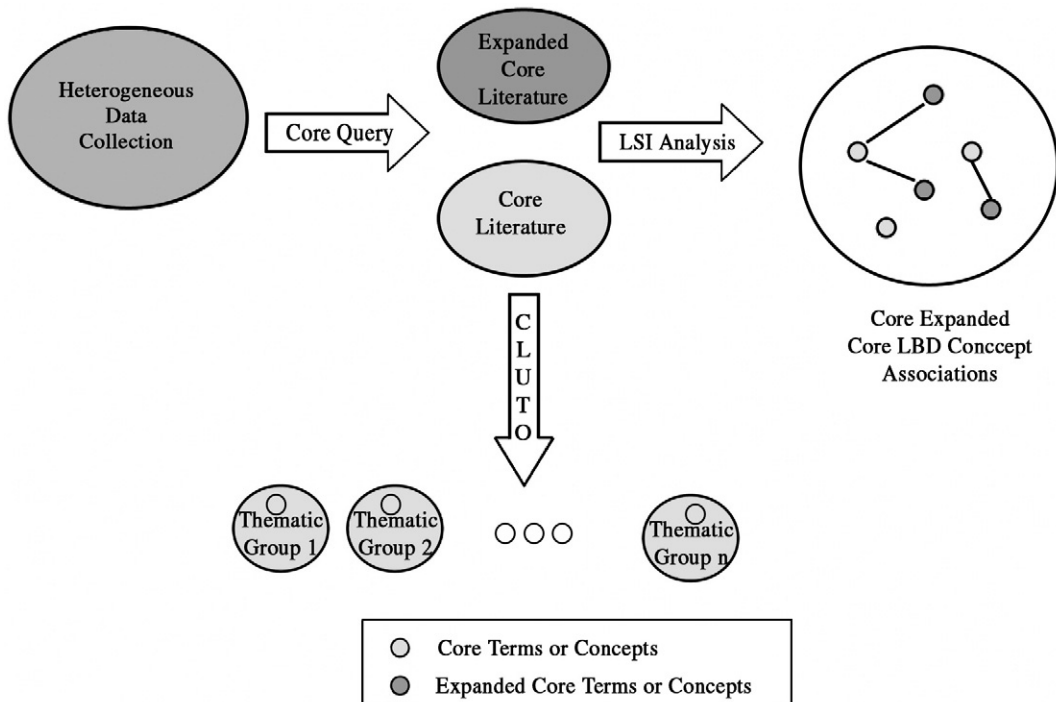 Heterogeneous
Data
Collection
Core Query
Expanded
Core
Literature
Core
Literature
LSI Analysis
Core Expanded
Core LBD Conccept
Associations
CLUTO
Thematic
Group 1
Thematic
Group 2
Thematic
Group n
Core Terms or Concepts
Expanded Core Terms or Concepts